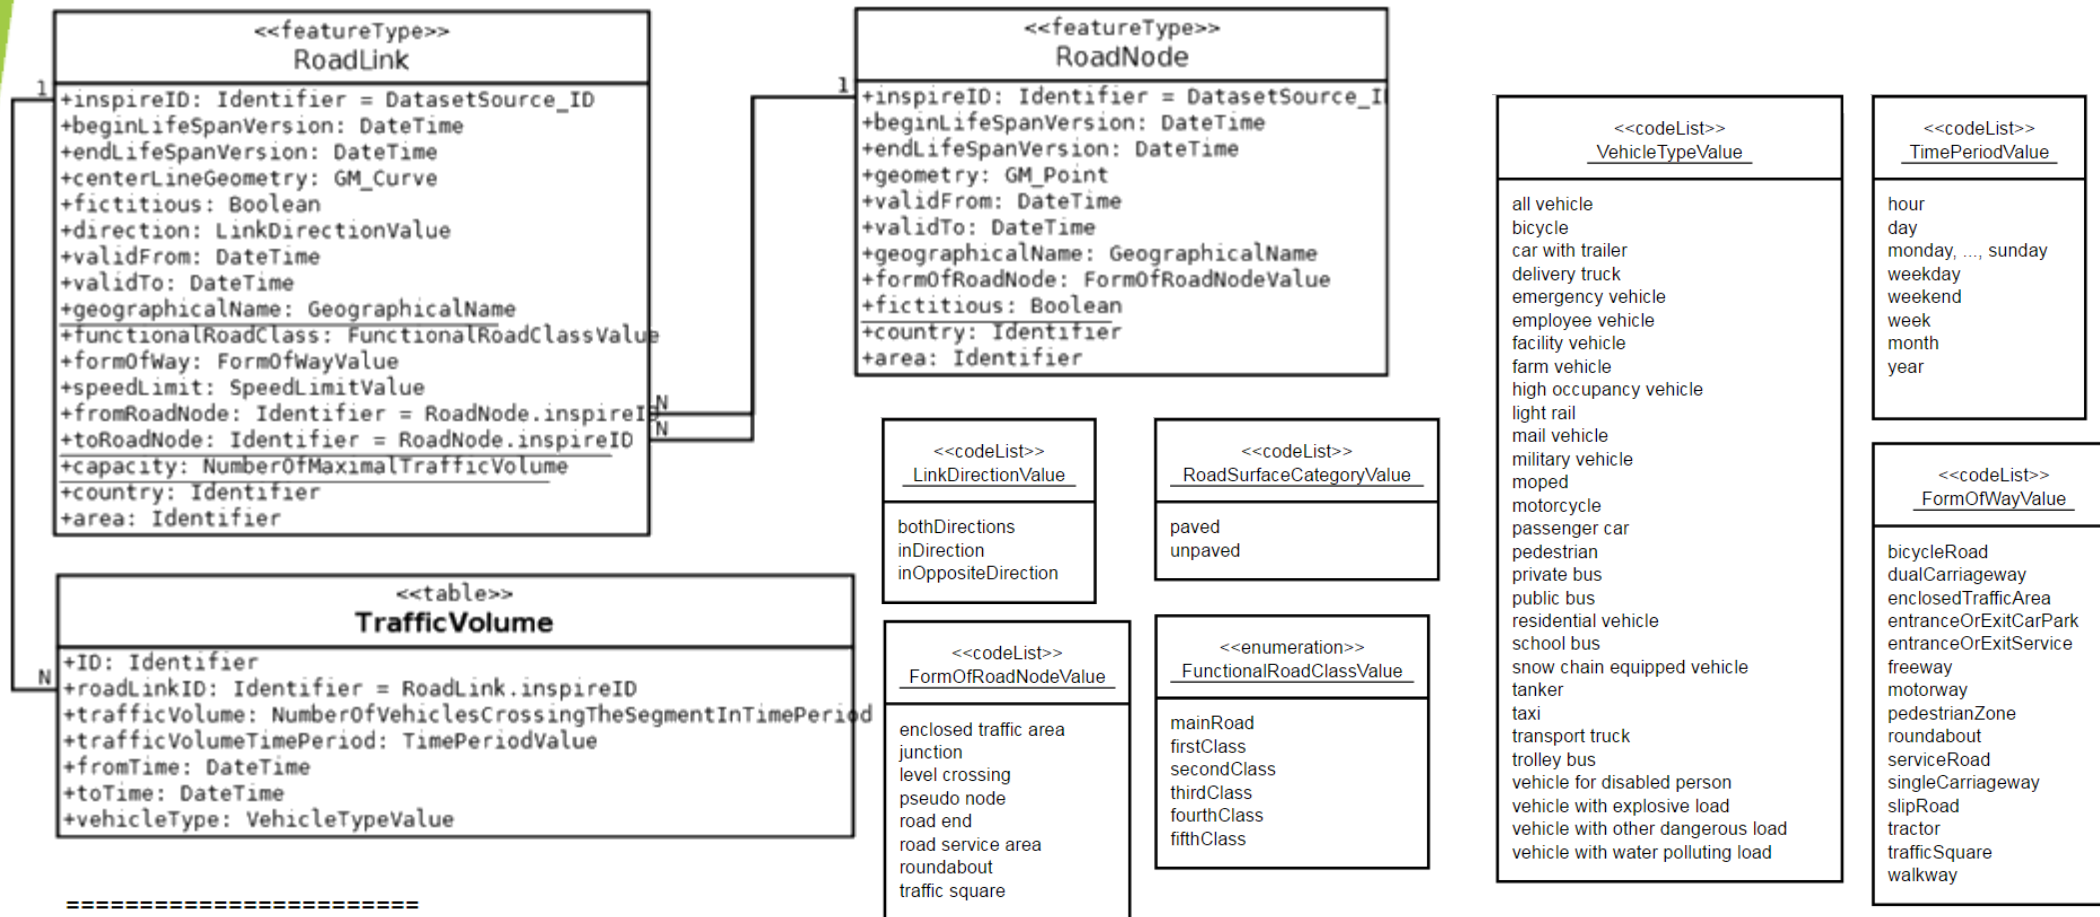 <<featureType>>
RoadLink
1
+inspireID: Identifier = DatasetSource_ID
+beginLifeSpanVersion: DateTime
+endLifeSpanVersion: DateTime
+centerLineGeometry: GM_Curve
+fictitious: Boolean
+direction: LinkDirectionValue
+validFrom: DateTime
+validTo: DateTime
+geographicalName: GeographicalName
+functionalRoadClass: FunctionalRoadClassValue
+formOfWay: FormOfWayValue
+speedLimit: SpeedLimitValue
+fromRoadNode: Identifier = RoadNode.inspireID
N
+toRoadNode: Identifier = RoadNode.inspireID
N
+capacity: NumberOfMaximalTrafficVolume
+country: Identifier
+area: Identifier
<<table>>
TrafficVolume
+ID: Identifier
N
+roadLinkID: Identifier = RoadLink.inspireID
+trafficVolume: NumberOfVehiclesCrossingTheSegmentInTimePeriod
+trafficVolumeTimePeriod: TimePeriodValue
+fromTime: DateTime
+toTime: DateTime
+vehicleType: VehicleTypeValue
========================
<<featureType>>
RoadNode
1
+inspireID: Identifier = DatasetSource_I
+beginLifeSpanVersion: DateTime
+endLifeSpanVersion: DateTime
+geometry: GM_Point
+validFrom: DateTime
+validTo: DateTime
+geographicalName: GeographicalName
+formOfRoadNode: FormOfRoadNodeValue
+fictitious: Boolean
+country: Identifier
+area: Identifier
<<codeList>>
LinkDirectionValue
bothDirections
inDirection
inOppositeDirection
<<codeList>>
RoadSurfaceCategoryValue
paved
unpaved
<<codeList>>
FormOfRoadNodeValue
enclosed traffic area
junction
level crossing
pseudo node
road end
road service area
roundabout
traffic square
<<enumeration>>
FunctionalRoadClassValue
mainRoad
firstClass
secondClass
thirdClass
fourthClass
fifthClass
<<codeList>>
VehicleTypeValue
all vehicle
bicycle
car with trailer
delivery truck
emergency vehicle
employee vehicle
facility vehicle
farm vehicle
high occupancy vehicle
light rail
mail vehicle
military vehicle
moped
motorcycle
passenger car
pedestrian
private bus
public bus
residential vehicle
school bus
snow chain equipped vehicle
tanker
taxi
transport truck
trolley bus
vehicle for disabled person
vehicle with explosive load
vehicle with other dangerous load
vehicle with water polluting load
<<codeList>>
TimePeriodValue
hour
day
monday, ..., sunday
weekday
weekend
week
month
year
<<codeList>>
FormOfWayValue
bicycleRoad
dualCarriageway
enclosedTrafficArea
entranceOrExitCarPark
entranceOrExitService
freeway
motorway
pedestrianZone
roundabout
serviceRoad
singleCarriageway
slipRoad
tractor
trafficSquare
walkway